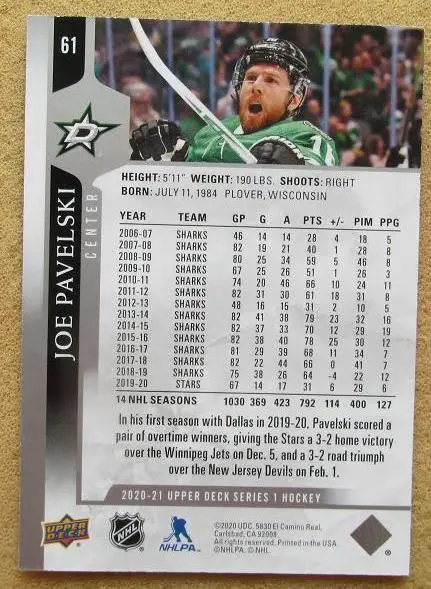 61
D
JOE PAVELSKI
CENTER
HEIGHT: 5'11" WEIGHT: 190 LBS. SHOOTS: RIGHT
BORN: JULY 11, 1984 PLOVER, WISCONSIN
YEAR TEAM GP G A PTS +/- PIM PPG
2006-07 SHARKS 46 14 14 28 4 18 5
2007-08 SHARKS 82 19 21 40 1 28 8
2008-09 SHARKS 80 25 34 59 5 46 8
2009-10 SHARKS 67 25 26 51 1 26 3
2010-11 SHARKS 74 20 46 66 10 24 11
2011-12 SHARKS 82 31 30 61 18 31 8
2012-13 SHARKS 48 16 15 31 2 10 5
2013-14 SHARKS 82 41 38 79 23 32 16
2014-15 SHARKS 82 37 33 70 12 29 19
2015-16 SHARKS 82 38 40 78 25 30 12
2016-17 SHARKS 81 29 39 68 11 34 7
2017-18 SHARKS 82 22 44 66 0 41 7
2018-19 SHARKS 75 38 26 64 -4 22 12
2019-20 STARS 67 14 17 31 6 29 6
14 NHL SEASONS 1030 369 423 792 114 400 127
In his first season with Dallas in 2019-20, Pavelski scored a
pair of overtime winners, giving the Stars a 3-2 home victory
over the Winnipeg Jets on Dec. 5, and a 3-2 road triumph
over the New Jersey Devils on Feb. 1.
2020-21 UPPER DECK SERIES 1 HOCKEY
UPPER
DECK
NHL
NHLPA
©2020 UDC. 5830 El Camino Real,
Carlsbad, CA 92008.
All rights reserved. Printed in the USA.
©NHLPA. © NHL.
®